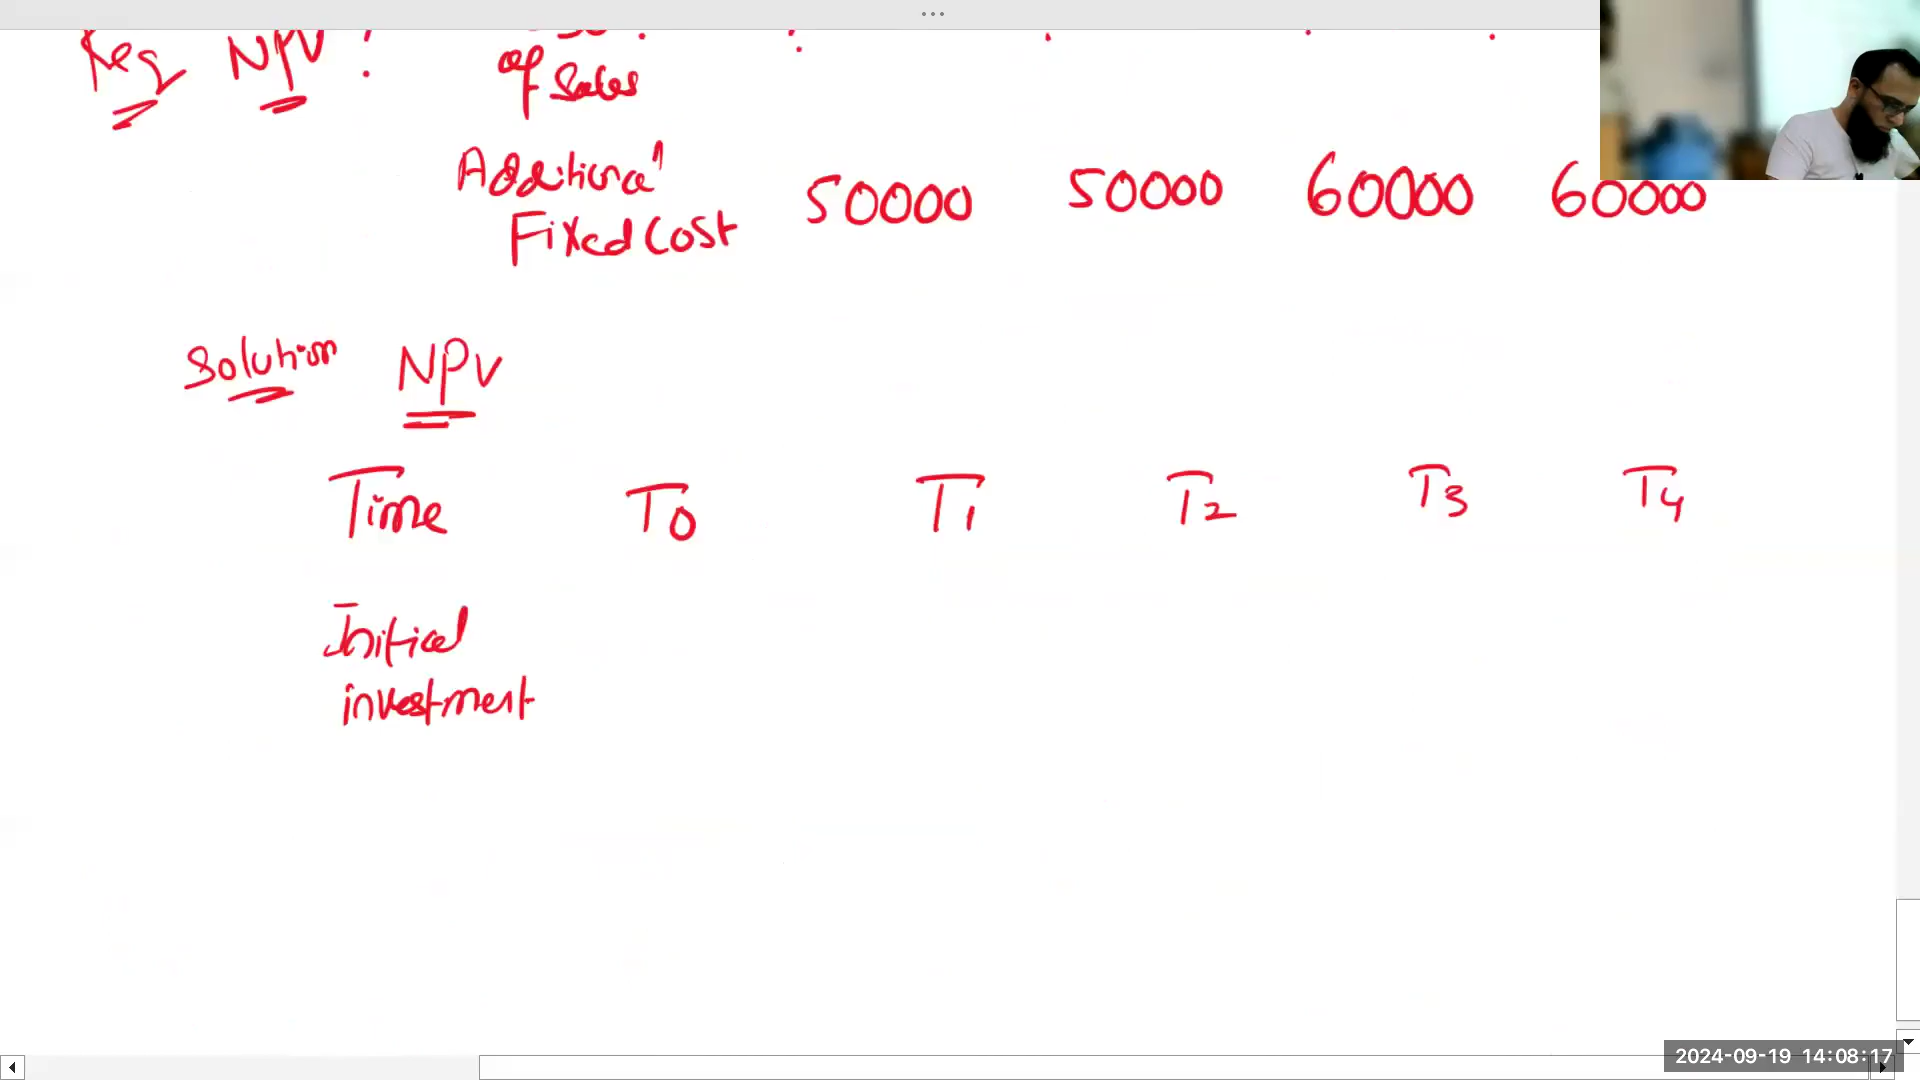 Req NPV ?
of Sales
Additional
Fixed Cost 50000 50000 60000 60000
Solution NPV
Time T0 T1 T2 T3 T4
Initial
investment
2024-09-19 14:08:17